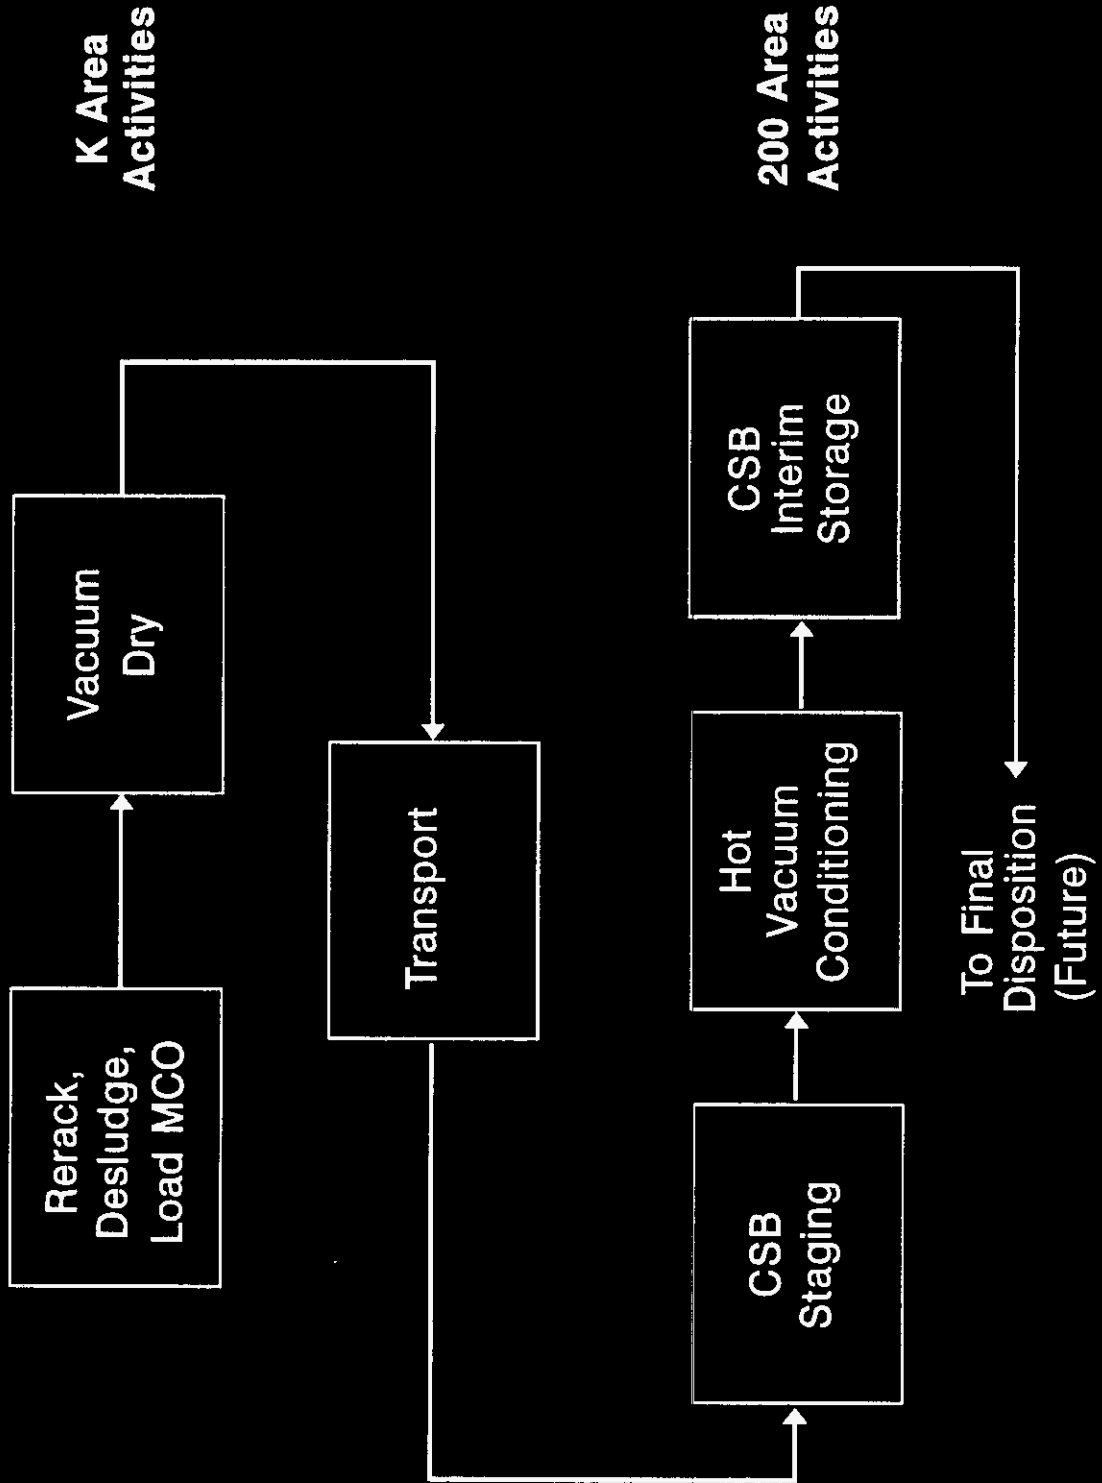 Rerack,
Desludge,
Load MCO
Vacuum
Dry
K Area
Activities
Transport
CSB
Staging
Hot
Vacuum
Conditioning
CSB
Interim
Storage
200 Area
Activities
To Final
Disposition
(Future)